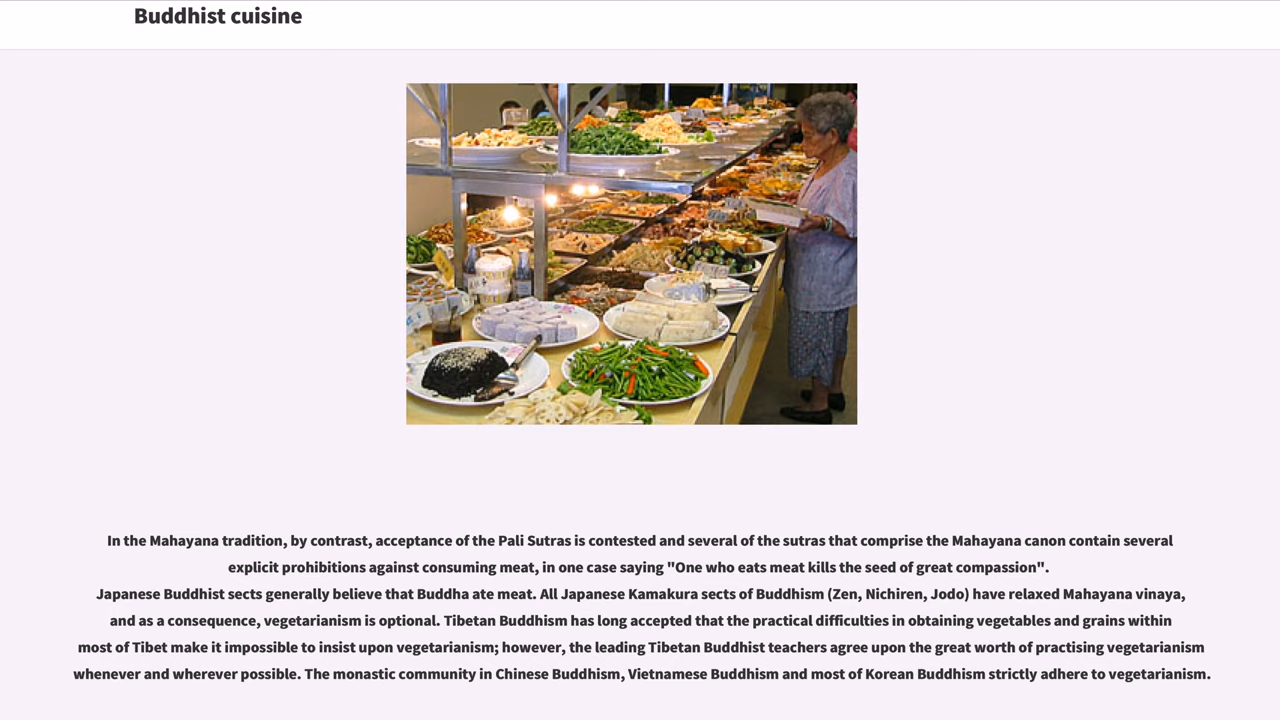 Buddhist cuisine
In the Mahayana tradition, by contrast, acceptance of the Pali Sutras is contested and several of the sutras that comprise the Mahayana canon contain several
explicit prohibitions against consuming meat, in one case saying "One who eats meat kills the seed of great compassion".
Japanese Buddhist sects generally believe that Buddha ate meat. All Japanese Kamakura sects of Buddhism (Zen, Nichiren, Jodo) have relaxed Mahayana vinaya,
and as a consequence, vegetarianism is optional. Tibetan Buddhism has long accepted that the practical difficulties in obtaining vegetables and grains within
most of Tibet make it impossible to insist upon vegetarianism; however, the leading Tibetan Buddhist teachers agree upon the great worth of practising vegetarianism
whenever and wherever possible. The monastic community in Chinese Buddhism, Vietnamese Buddhism and most of Korean Buddhism strictly adhere to vegetarianism.